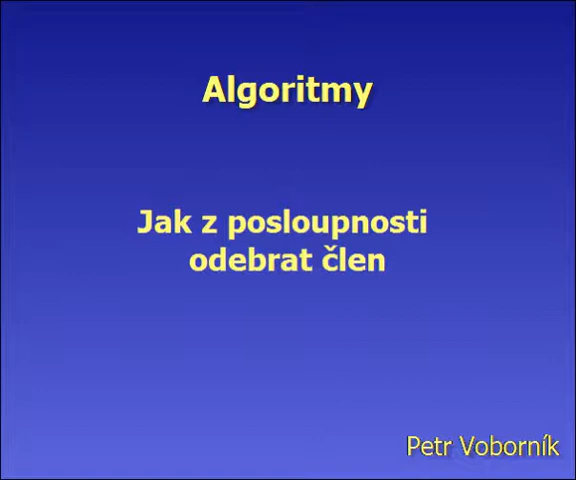 Algoritmy
Jak z posloupnosti
odebrat člen
Petr Voborník